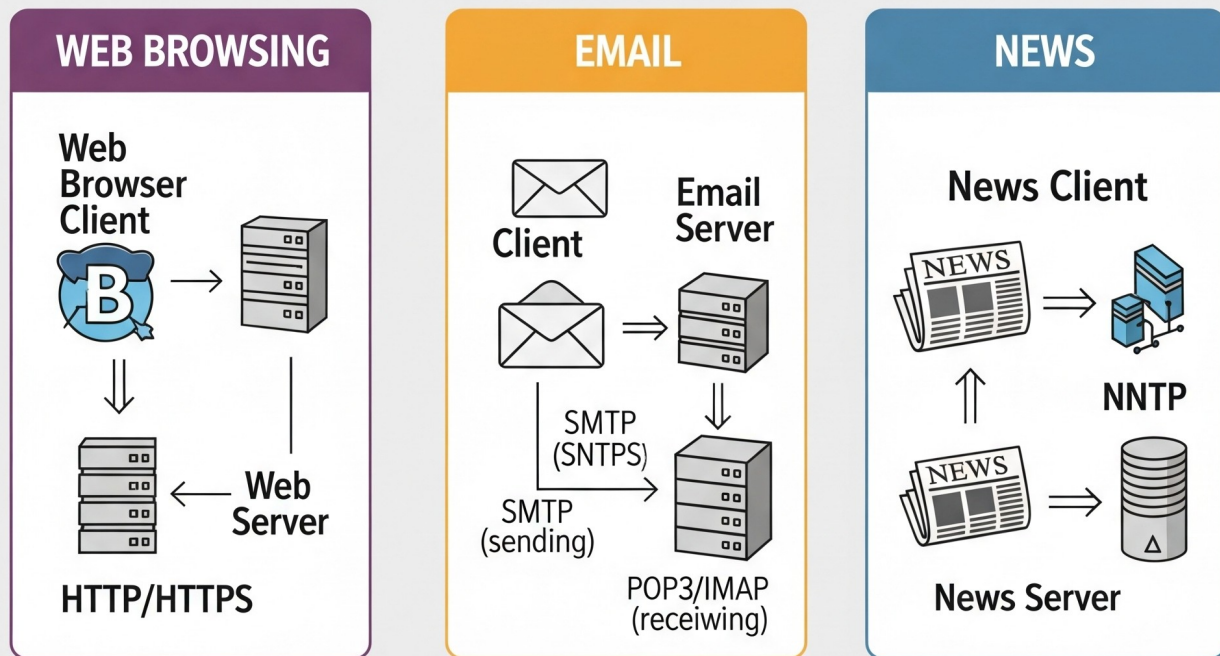 WEB BROWSING
Web
Browser
Client
B
Web
Server
HTTP/HTTPS
EMAIL
Client
Email
Server
SMTP
(SNTPS)
SMTP
(sending)
POP3/IMAP
(receiwing)
NEWS
News Client
NEWS
NNTP
NEWS
News Server